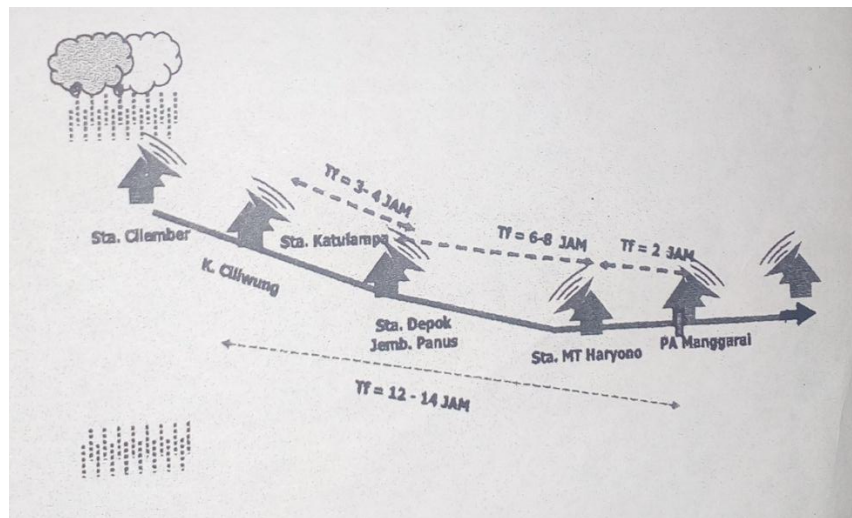 Tf = 3-4 JAM
Sta. Cilember
Sta. Katulampa
Tf = 6-8 JAM
Tf = 2 JAM
K. Ciliwung
Sta. Depok
Jemb. Panus
Sta. MT Haryono
PA Manggarai
Tf = 12 - 14 JAM